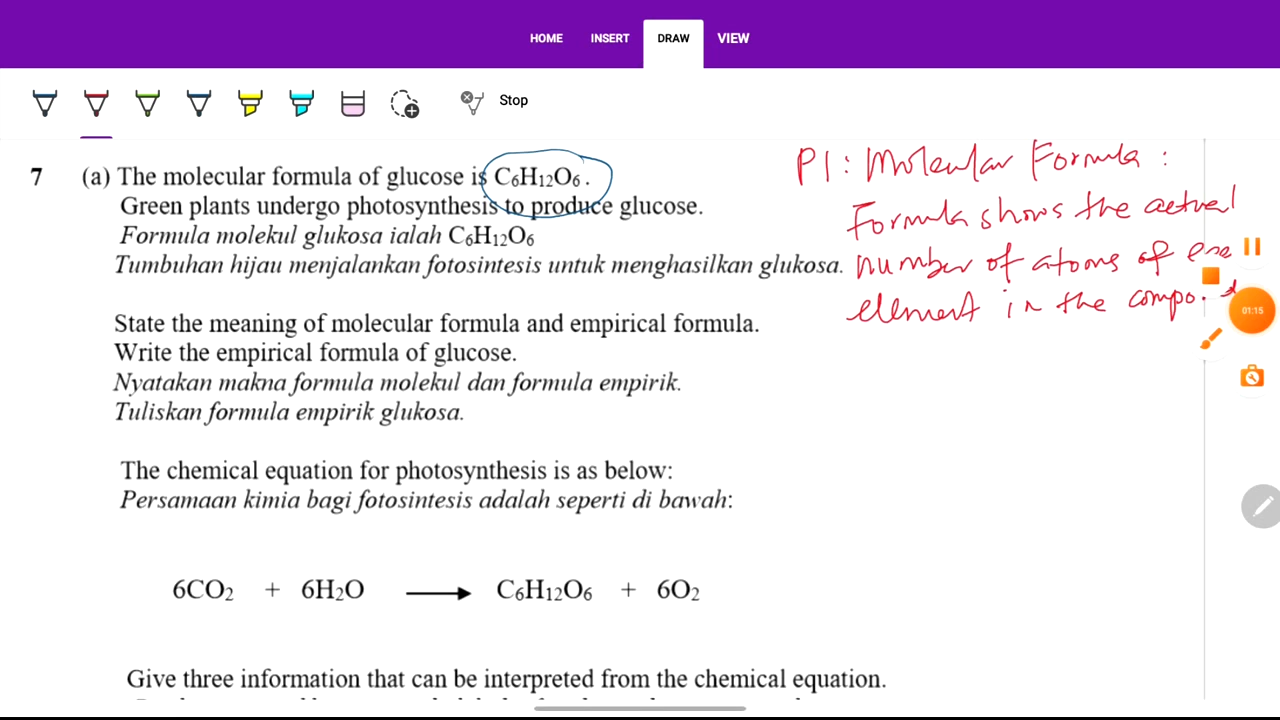 HOME INSERT DRAW VIEW
Stop
7 (a) The molecular formula of glucose is C₆H₁₂O₆.
Green plants undergo photosynthesis to produce glucose.
Formula molekul glukosa ialah C₆H₁₂O₆
Tumbuhan hijau menjalankan fotosintesis untuk menghasilkan glukosa.
State the meaning of molecular formula and empirical formula.
Write the empirical formula of glucose.
Nyatakan makna formula molekul dan formula empirik.
Tuliskan formula empirik glukosa.
The chemical equation for photosynthesis is as below:
Persamaan kimia bagi fotosintesis adalah seperti di bawah:
6CO₂ + 6H₂O ⟶ C₆H₁₂O₆ + 6O₂
Give three information that can be interpreted from the chemical equation.
P1: Molecular Formula:
Formula shows the actual
number of atoms of
element in the
01:15